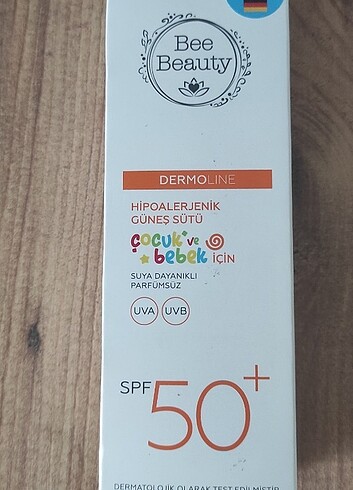 Bee
Beauty
DERMOLINE
HİPOALERJENİK
GÜNEŞ SÜTÜ
çocuk ve
bebek İÇİN
SUYA DAYANIKLI
PARFÜMSÜZ
UVA UVB
SPF 50+
DERMATOLOJİK OLARAK TEST EDİLMİŞTİR